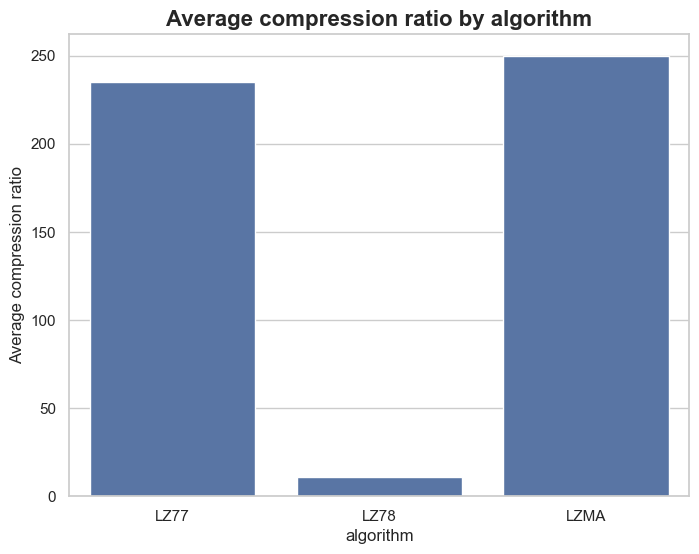 Average compression ratio by algorithm
Average compression ratio
250
200
150
100
50
0
LZ77
LZ78
LZMA
algorithm